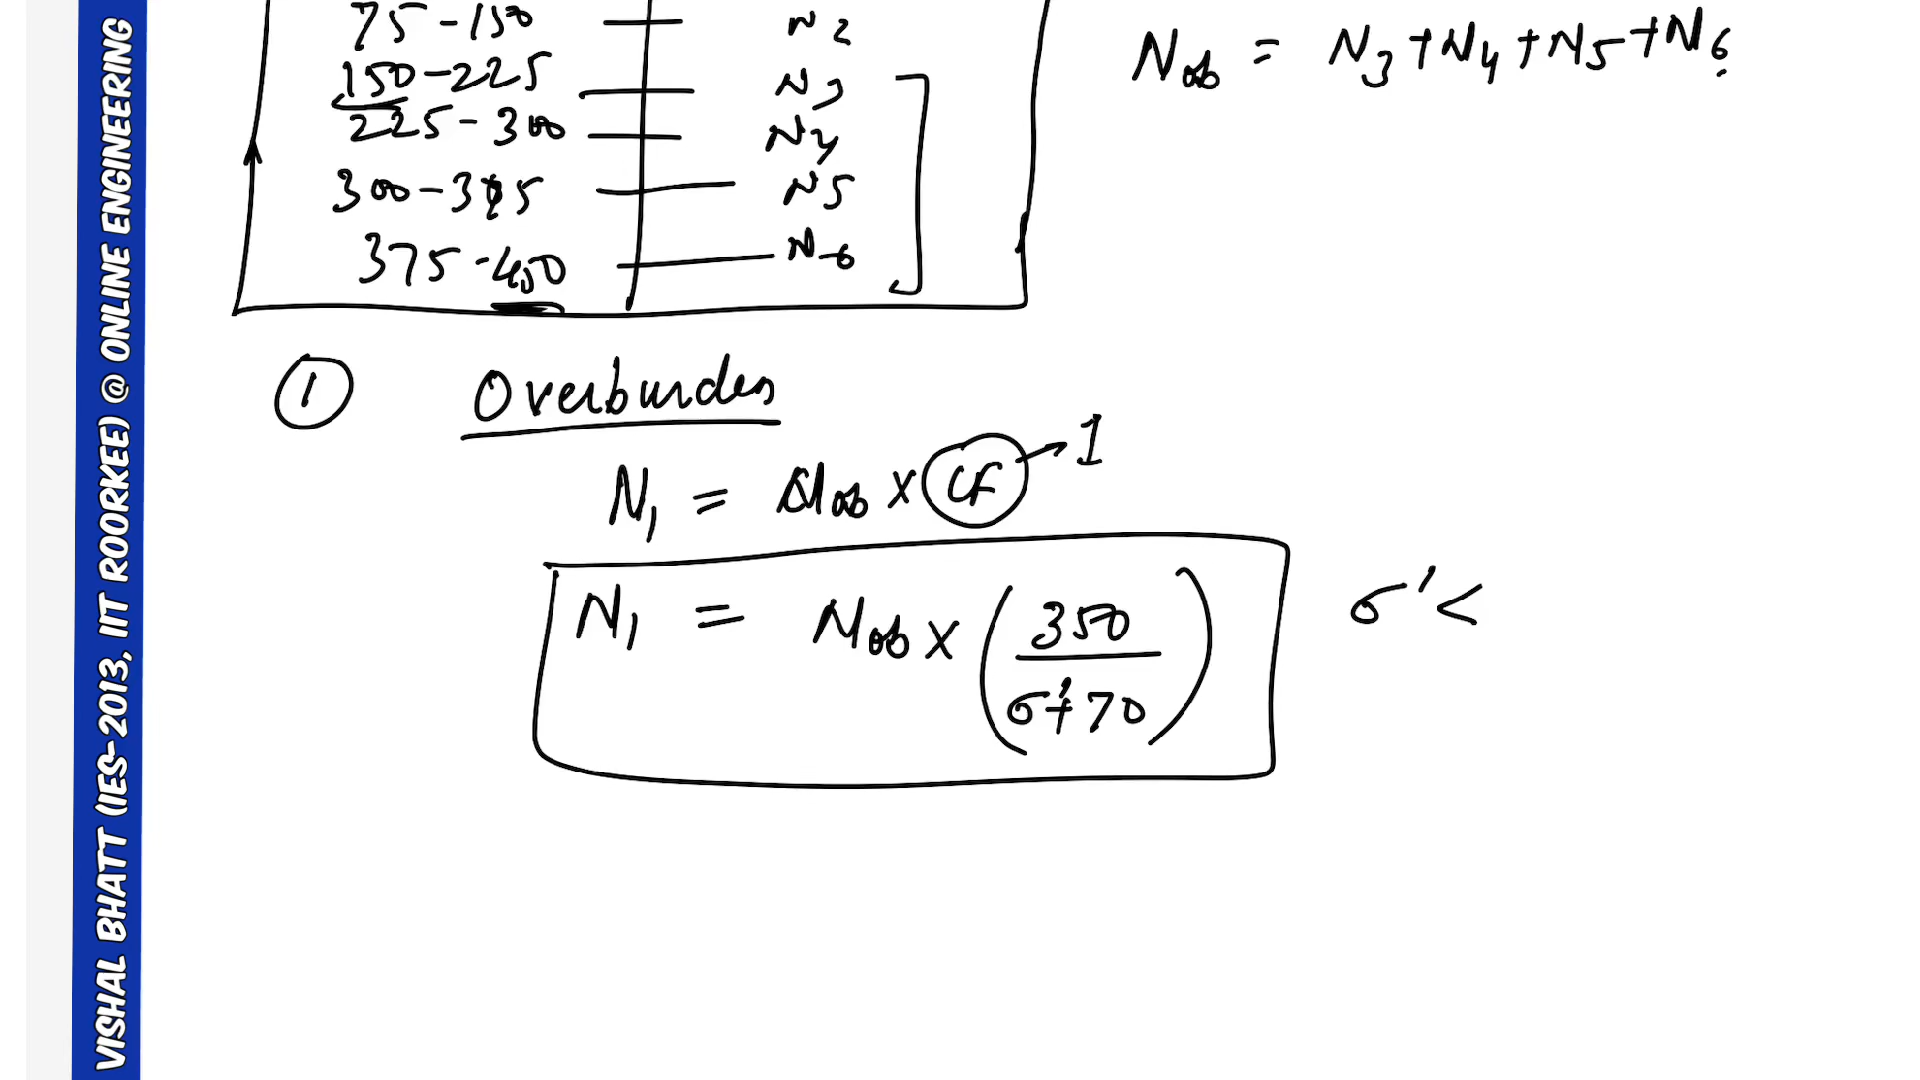 VISHAL BHATT (IES-2013, IIT ROORKEE) @ ONLINE ENGINEERING
75-150 N2
150-225 N3
225-300 N4
300-375 N5
375-450 N6
Nob = N3+N4+N5+N6
1 Overburden
N1 = Nob × CF → 1
N1 = Nob × (350 / σ'+70)
σ' <